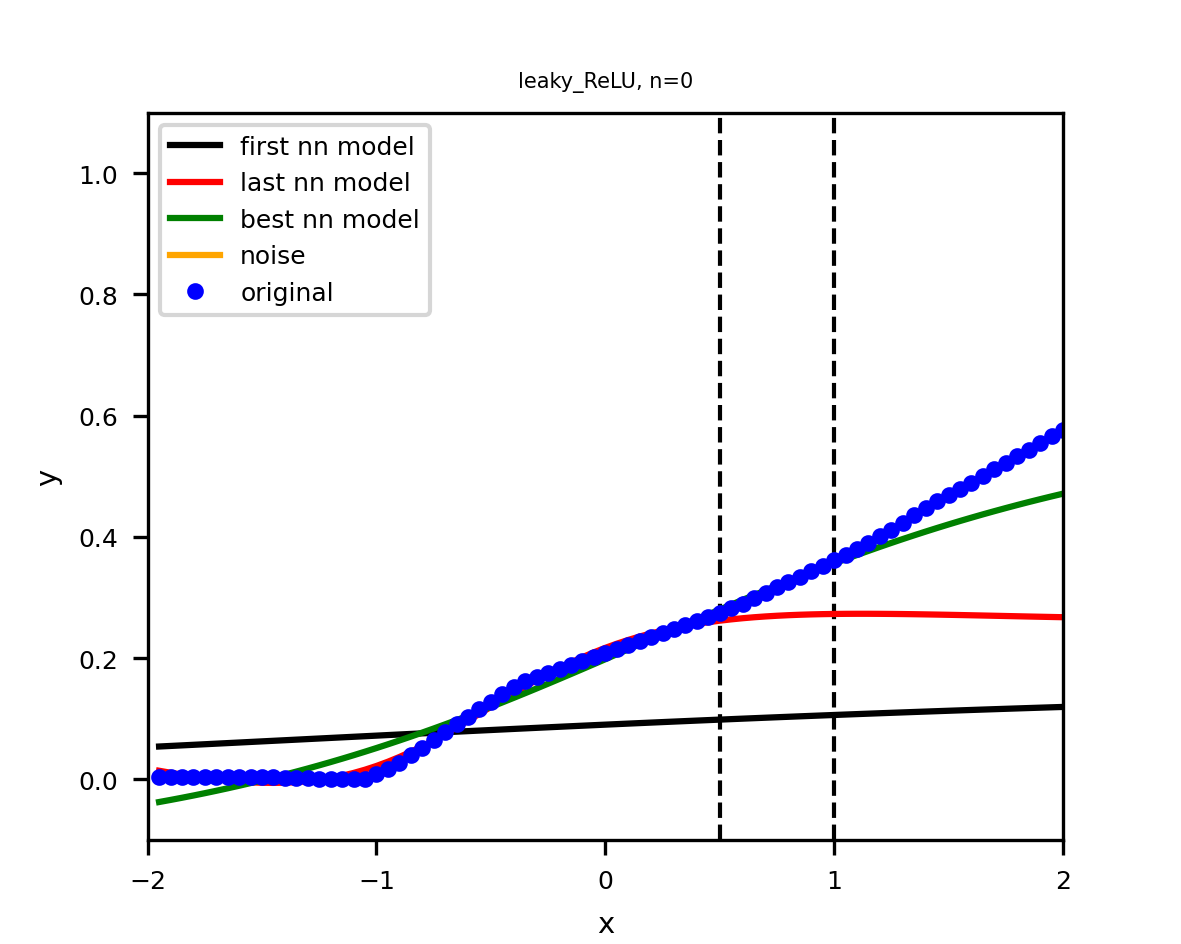 leaky_ReLU, n=0
first nn model
last nn model
best nn model
noise
original
1.0
0.8
0.6
0.4
0.2
0.0
y
−2
−1
0
1
2
x